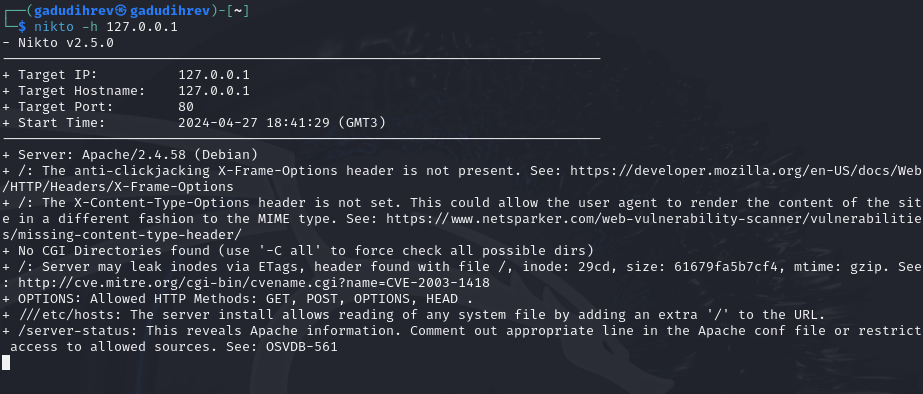 ┌──(gadudihrev㉿gadudihrev)-[~]
└─$ nikto -h 127.0.0.1
- Nikto v2.5.0
---------------------------------------------------------------------------
+ Target IP:          127.0.0.1
+ Target Hostname:    127.0.0.1
+ Target Port:        80
+ Start Time:         2024-04-27 18:41:29 (GMT3)
---------------------------------------------------------------------------
+ Server: Apache/2.4.58 (Debian)
+ /: The anti-clickjacking X-Frame-Options header is not present. See: https://developer.mozilla.org/en-US/docs/Web
/HTTP/Headers/X-Frame-Options
+ /: The X-Content-Type-Options header is not set. This could allow the user agent to render the content of the sit
e in a different fashion to the MIME type. See: https://www.netsparker.com/web-vulnerability-scanner/vulnerabilitie
s/missing-content-type-header/
+ No CGI Directories found (use '-C all' to force check all possible dirs)
+ /: Server may leak inodes via ETags, header found with file /, inode: 29cd, size: 61679fa5b7cf4, mtime: gzip. See
: http://cve.mitre.org/cgi-bin/cvename.cgi?name=CVE-2003-1418
+ OPTIONS: Allowed HTTP Methods: GET, POST, OPTIONS, HEAD .
+ ///etc/hosts: The server install allows reading of any system file by adding an extra '/' to the URL.
+ /server-status: This reveals Apache information. Comment out appropriate line in the Apache conf file or restrict
 access to allowed sources. See: OSVDB-561